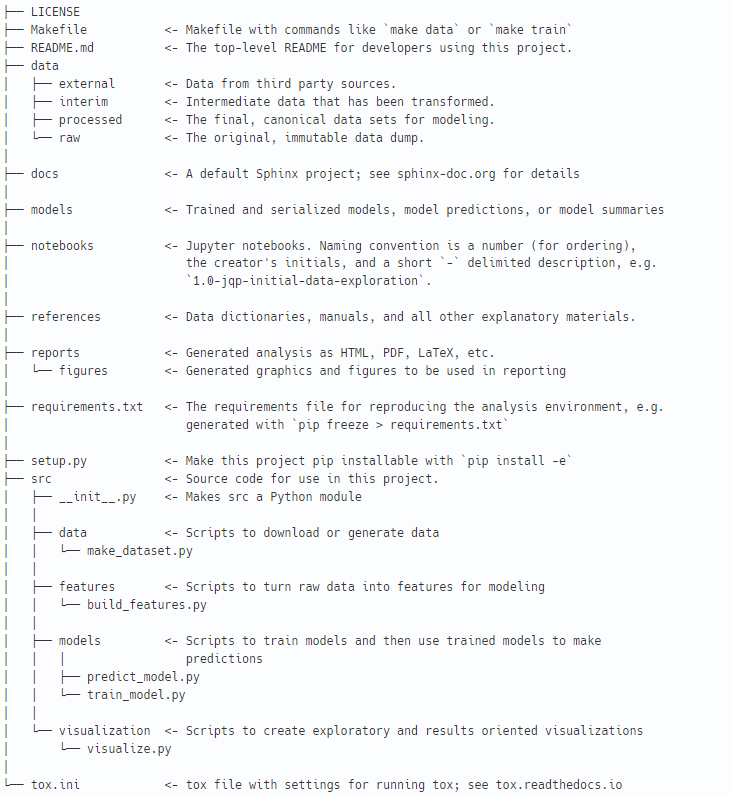 ├── LICENSE
├── Makefile           <- Makefile with commands like `make data` or `make train`
├── README.md          <- The top-level README for developers using this project.
├── data
│   ├── external       <- Data from third party sources.
│   ├── interim        <- Intermediate data that has been transformed.
│   ├── processed      <- The final, canonical data sets for modeling.
│   └── raw            <- The original, immutable data dump.
│
├── docs               <- A default Sphinx project; see sphinx-doc.org for details
│
├── models             <- Trained and serialized models, model predictions, or model summaries
│
├── notebooks          <- Jupyter notebooks. Naming convention is a number (for ordering),
│                         the creator's initials, and a short `-` delimited description, e.g.
│                         `1.0-jqp-initial-data-exploration`.
│
├── references         <- Data dictionaries, manuals, and all other explanatory materials.
│
├── reports            <- Generated analysis as HTML, PDF, LaTeX, etc.
│   └── figures        <- Generated graphics and figures to be used in reporting
│
├── requirements.txt   <- The requirements file for reproducing the analysis environment, e.g.
│                         generated with `pip freeze > requirements.txt`
│
├── setup.py           <- Make this project pip installable with `pip install -e`
├── src                <- Source code for use in this project.
│   ├── __init__.py    <- Makes src a Python module
│   │
│   ├── data           <- Scripts to download or generate data
│   │   └── make_dataset.py
│   │
│   ├── features       <- Scripts to turn raw data into features for modeling
│   │   └── build_features.py
│   │
│   ├── models         <- Scripts to train models and then use trained models to make
│   │   │                 predictions
│   │   ├── predict_model.py
│   │   └── train_model.py
│   │
│   └── visualization  <- Scripts to create exploratory and results oriented visualizations
│       └── visualize.py
│
└── tox.ini            <- tox file with settings for running tox; see tox.readthedocs.io